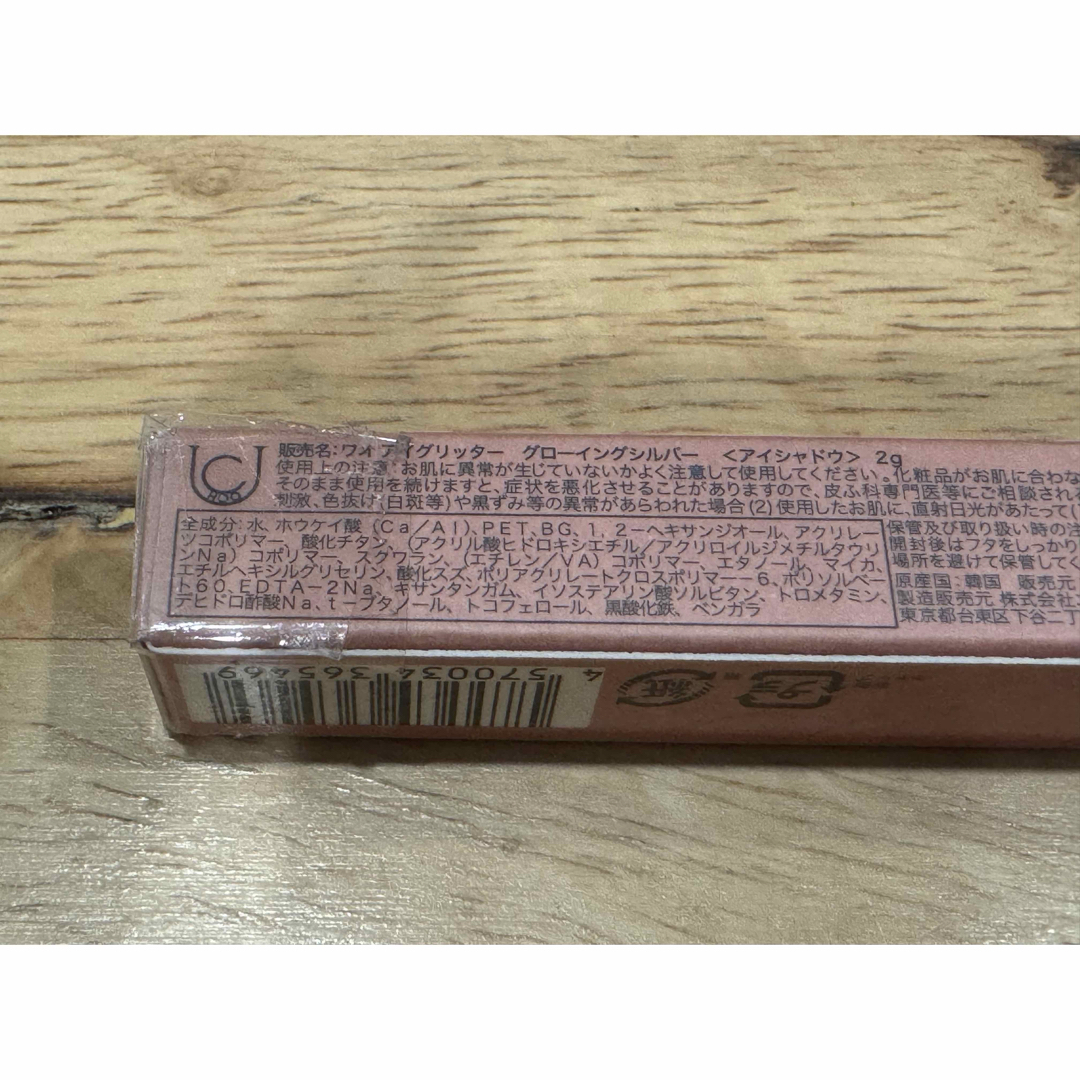 UCJ
販売名：ワオ アイグリッター グローイングシルバー <アイシャドウ> 2g
使用上の注意：お肌に異常が生じていないかよく注意して使用してください。化粧品がお肌に合わな
そのまま使用を続けますと、症状を悪化させることがありますので、皮ふ科専門医等にご相談され
刺激、色抜け（白斑等）や黒ずみ等の異常があらわれた場合（2）使用したお肌に、直射日光があたって（
全成分：水、ホウケイ酸（Ca/Al）、PET、BG、1,2-ヘキサンジオール、アクリレー
ツコポリマー、酸化チタン、（アクリル酸ヒドロキシエチル/アクリロイルジメチルタウリ
ンNa）コポリマー、スクワラン、（エチレン/VA）コポリマー、エタノール、マイカ、
エチルヘキシルグリセリン、酸化スズ、ポリアクリレートクロスポリマー-6、ポリソルベー
ト60、EDTA-2Na、キサンタンガム、イソステアリン酸ソルビタン、トロメタミン、
デヒドロ酢酸Na、t-ブタノール、トコフェロール、黒酸化鉄、ベンガラ
保管及び取り扱い時の注
開封後はフタをしっかり
場所を避けて保管してく
原産国：韓国 販売元
製造販売元 株式会社
東京都台東区下谷二丁
4 570034 365469
紙
プラ